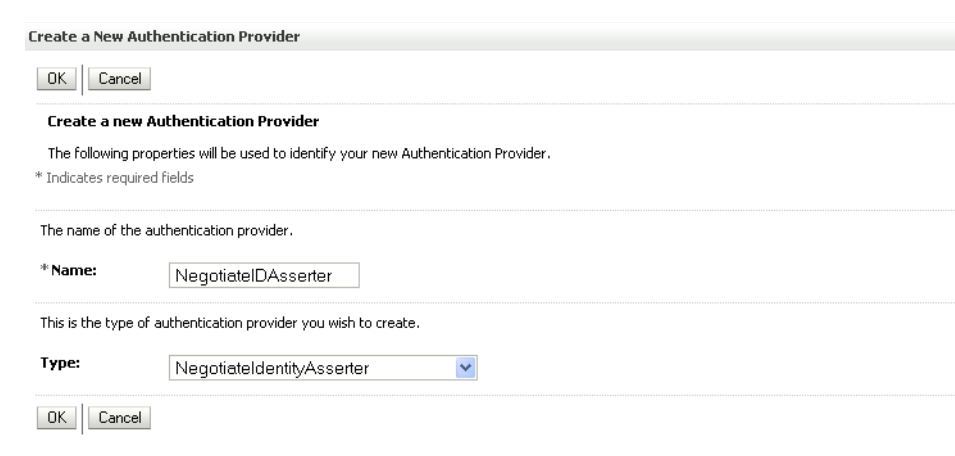 Create a New Authentication Provider
OK Cancel
Create a new Authentication Provider
The following properties will be used to identify your new Authentication Provider.
* Indicates required fields
The name of the authentication provider.
* Name: NegotiateIDAsserter
This is the type of authentication provider you wish to create.
Type: NegotiateIdentityAsserter
OK Cancel